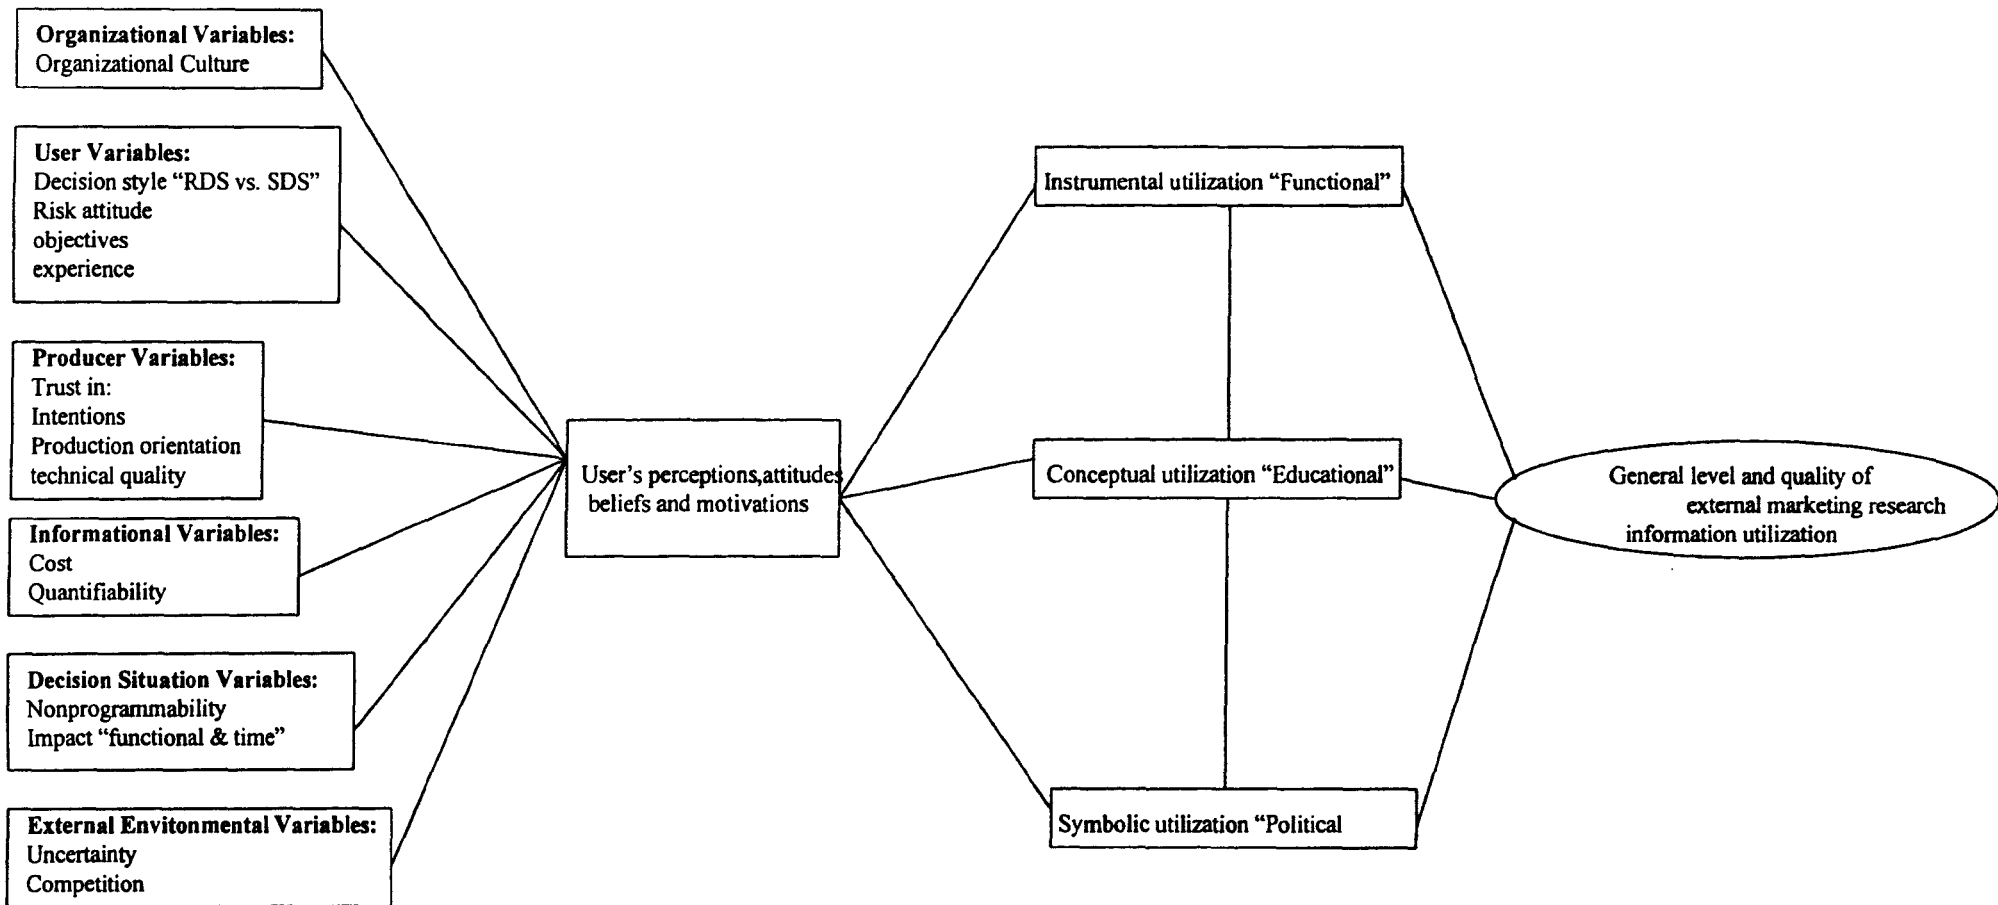 Organizational Variables:
Organizational Culture
User Variables:
Decision style “RDS vs. SDS”
Risk attitude
objectives
experience
Producer Variables:
Trust in:
Intentions
Production orientation
technical quality
Informational Variables:
Cost
Quantifiability
Decision Situation Variables:
Nonprogrammability
Impact “functional & time”
External Envitonmental Variables:
Uncertainty
Competition
User's perceptions,attitudes
beliefs and motivations
Instrumental utilization “Functional”
Conceptual utilization “Educational”
Symbolic utilization “Political
General level and quality of
external marketing research
information utilization